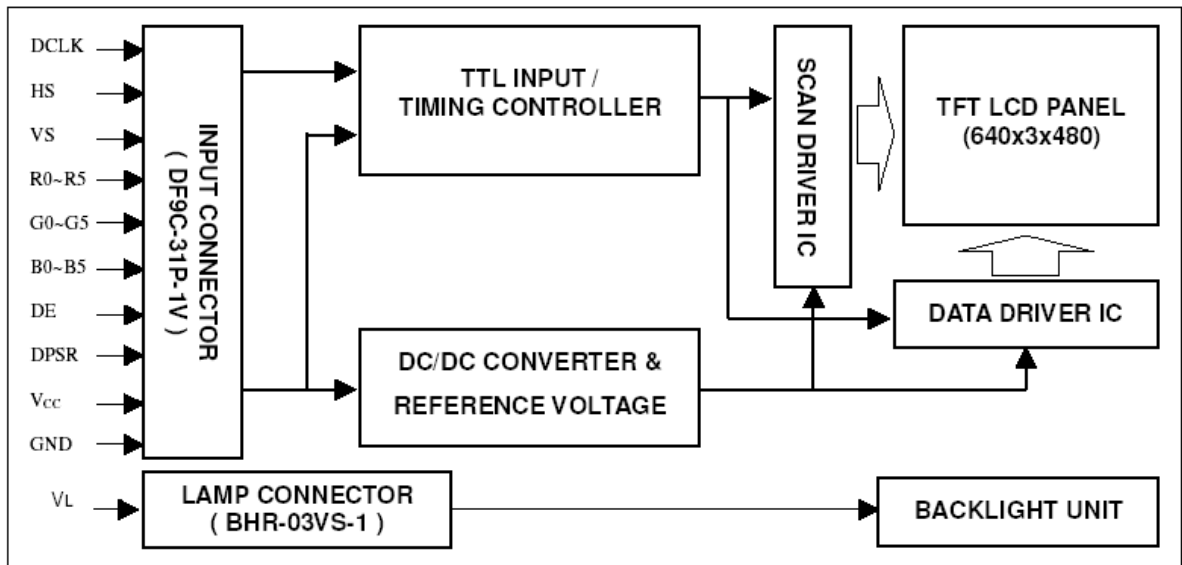 DCLK
HS
VS
R0~R5
G0~G5
B0~B5
DE
DPSR
Vcc
GND
VL
INPUT CONNECTOR
( DF9C-31P-1V )
TTL INPUT /
TIMING CONTROLLER
SCAN DRIVER IC
TFT LCD PANEL
(640x3x480)
DATA DRIVER IC
DC/DC CONVERTER &
REFERENCE VOLTAGE
LAMP CONNECTOR
( BHR-03VS-1 )
BACKLIGHT UNIT